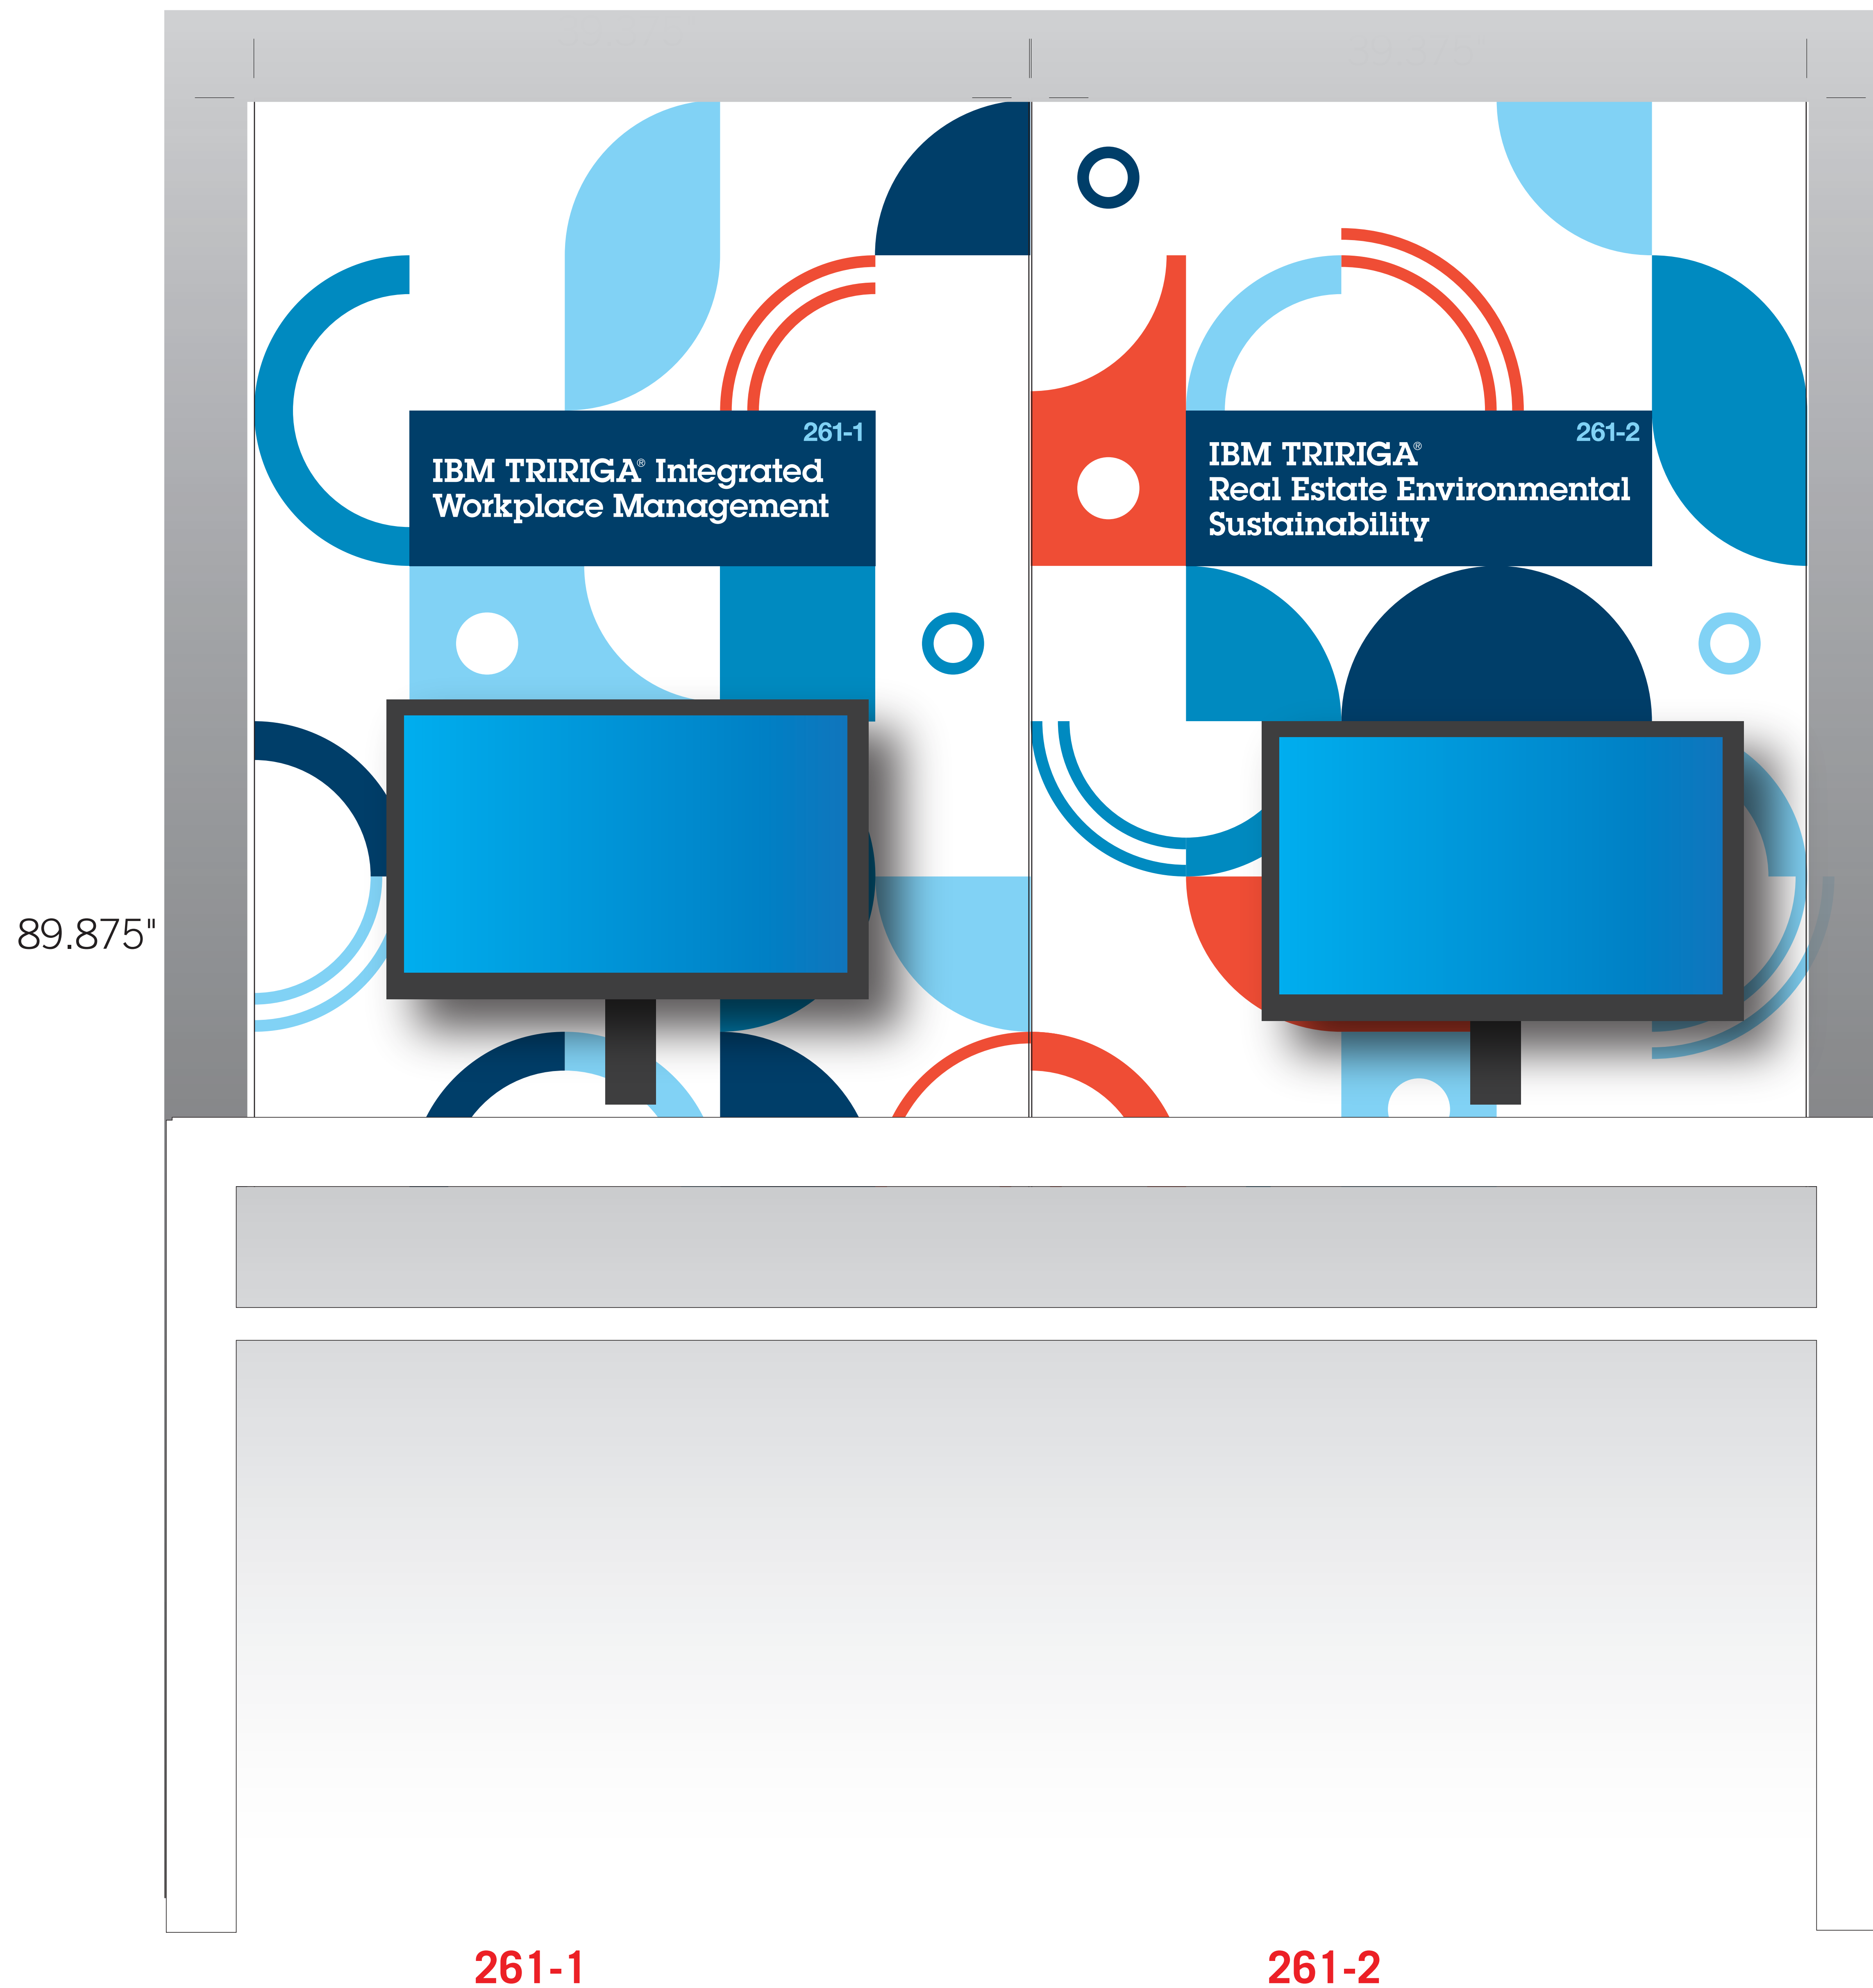 261-1
IBM TRIRIGA® Integrated
Workplace Management
261-2
IBM TRIRIGA®
Real Estate Environmental
Sustainability
89.875"
261-1
261-2